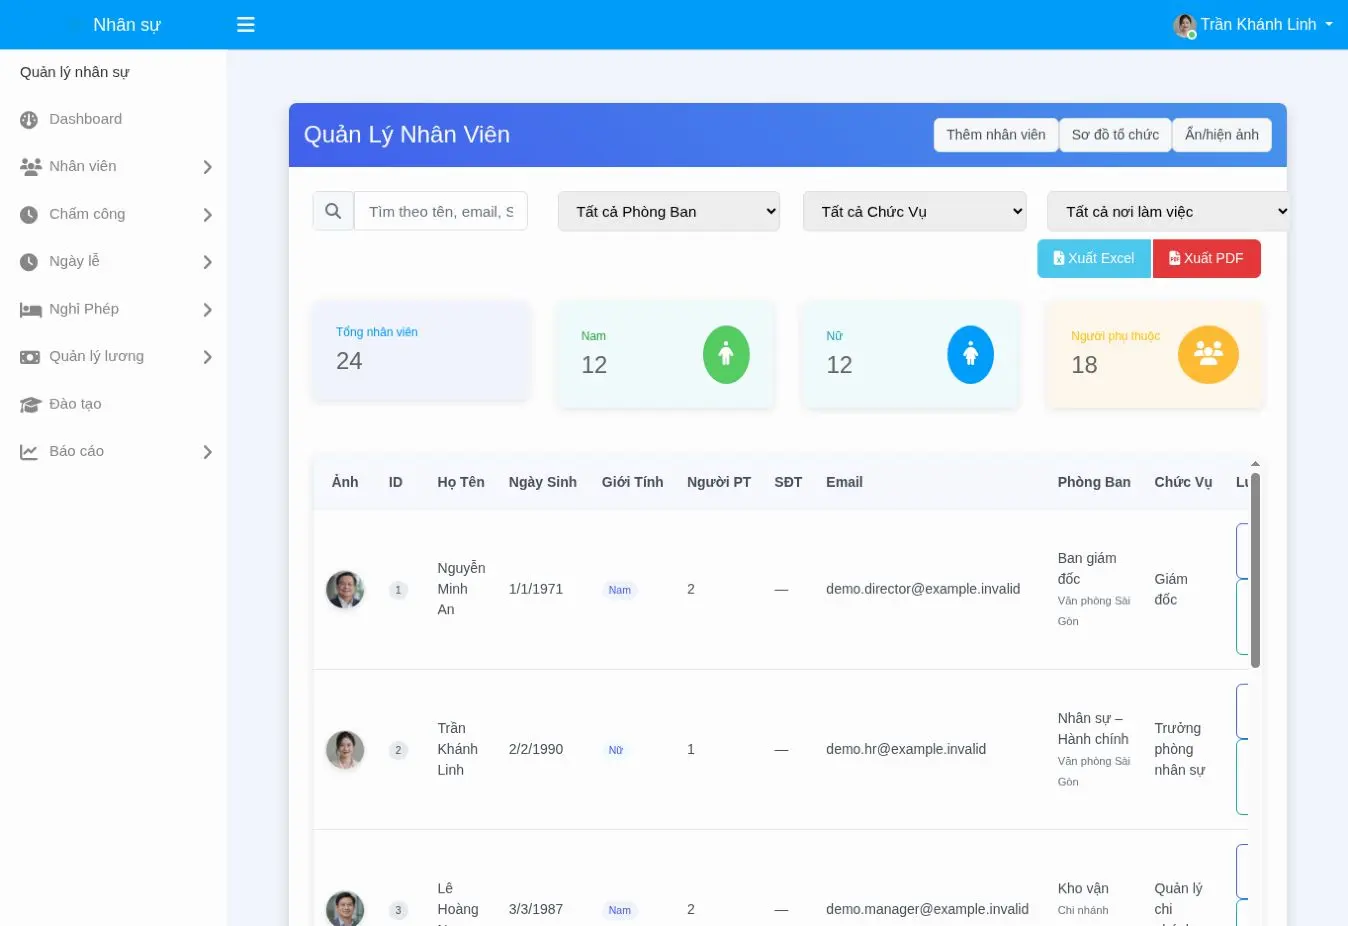 Nhân sự
Trần Khánh Linh
Quản lý nhân sự
Dashboard
Nhân viên
Chấm công
Ngày lễ
Nghỉ Phép
Quản lý lương
Đào tạo
Báo cáo
Quản Lý Nhân Viên
Thêm nhân viên
Sơ đồ tổ chức
Ẩn/hiện ảnh
Tìm theo tên, email, S
Tất cả Phòng Ban
Tất cả Chức Vụ
Tất cả nơi làm việc
Xuất Excel
Xuất PDF
Tổng nhân viên
24
Nam
12
Nữ
12
Người phụ thuộc
18
Ảnh ID Họ Tên Ngày Sinh Giới Tính Người PT SĐT Email Phòng Ban Chức Vụ
1
Nguyễn
Minh
An
1/1/1971
Nam
2
—
demo.director@example.invalid
Ban giám
đốc
Văn phòng Sài
Gòn
Giám
đốc
2
Trần
Khánh
Linh
2/2/1990
Nữ
1
—
demo.hr@example.invalid
Nhân sự –
Hành chính
Văn phòng Sài
Gòn
Trưởng
phòng
nhân sự
3
Lê
Hoàng
3/3/1987
Nam
2
—
demo.manager@example.invalid
Kho vận
Chi nhánh
Quản lý
chi